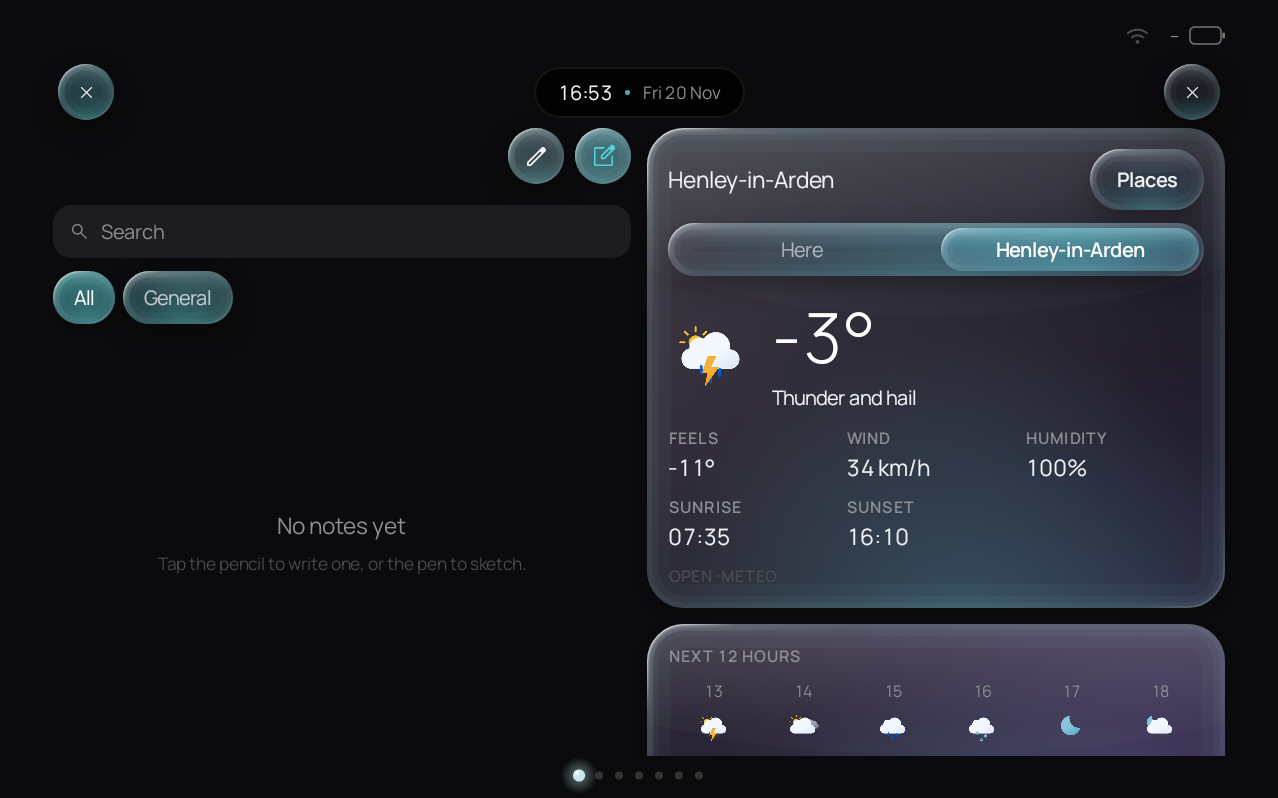 16:53 • Fri 20 Nov
Search
All
General
No notes yet
Tap the pencil to write one, or the pen to sketch.
Henley-in-Arden
Places
Here
Henley-in-Arden
-3°
Thunder and hail
FEELS
WIND
HUMIDITY
-11°
34 km/h
100%
SUNRISE
SUNSET
07:35
16:10
OPEN-METEO
NEXT 12 HOURS
13 14 15 16 17 18